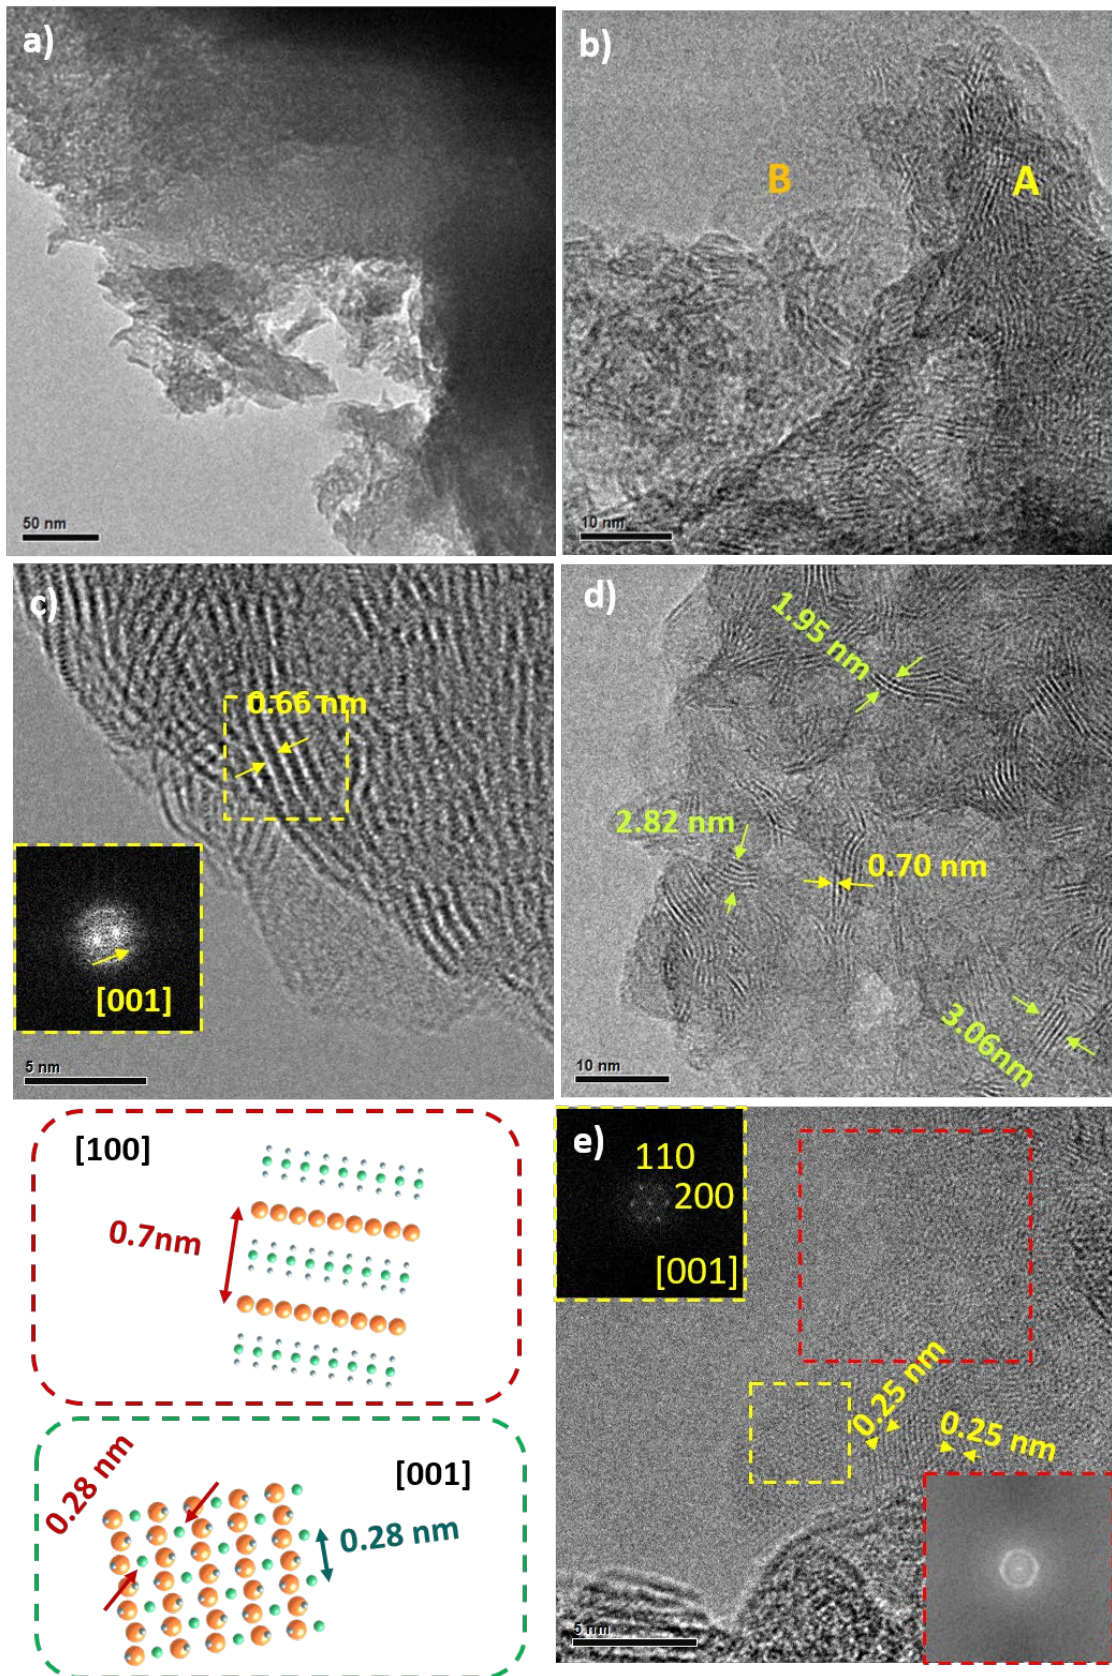 a)
50 nm
b)
B
A
10 nm
c)
0.66 nm
[001]
5 nm
d)
1.95 nm
2.82 nm
0.70 nm
3.06nm
10 nm
[100]
0.7nm
[001]
0.28 nm
0.28 nm
e)
110
200
[001]
0.25 nm
0.25 nm
5 nm